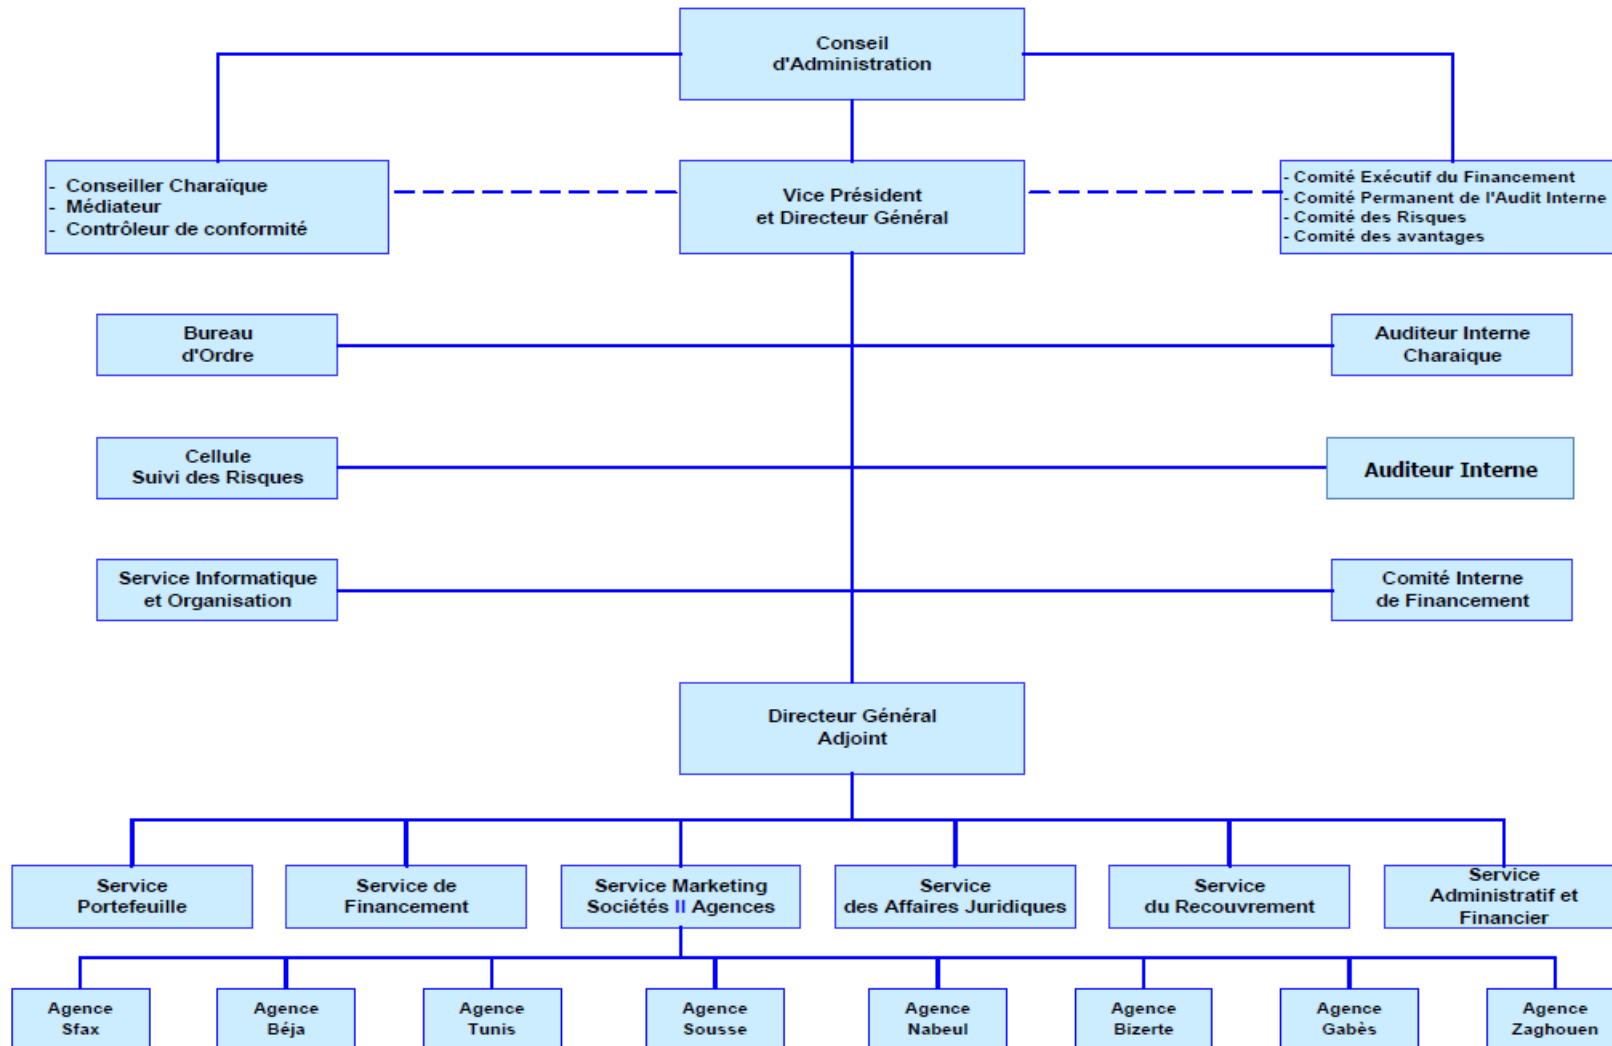 Conseil
d'Administration
- Conseiller Charaïque
- Médiateur
- Contrôleur de conformité
Vice Président
et Directeur Général
- Comité Exécutif du Financement
- Comité Permanent de l'Audit Interne
- Comité des Risques
- Comité des avantages
Bureau
d'Ordre
Auditeur Interne
Charaique
Cellule
Suivi des Risques
Auditeur Interne
Service Informatique
et Organisation
Comité Interne
de Financement
Directeur Général
Adjoint
Service
Portefeuille
Service de
Financement
Service Marketing
Sociétés II Agences
Service
des Affaires Juridiques
Service
du Recouvrement
Service
Administratif et
Financier
Agence
Sfax
Agence
Béja
Agence
Tunis
Agence
Sousse
Agence
Nabeul
Agence
Bizerte
Agence
Gabès
Agence
Zaghouen